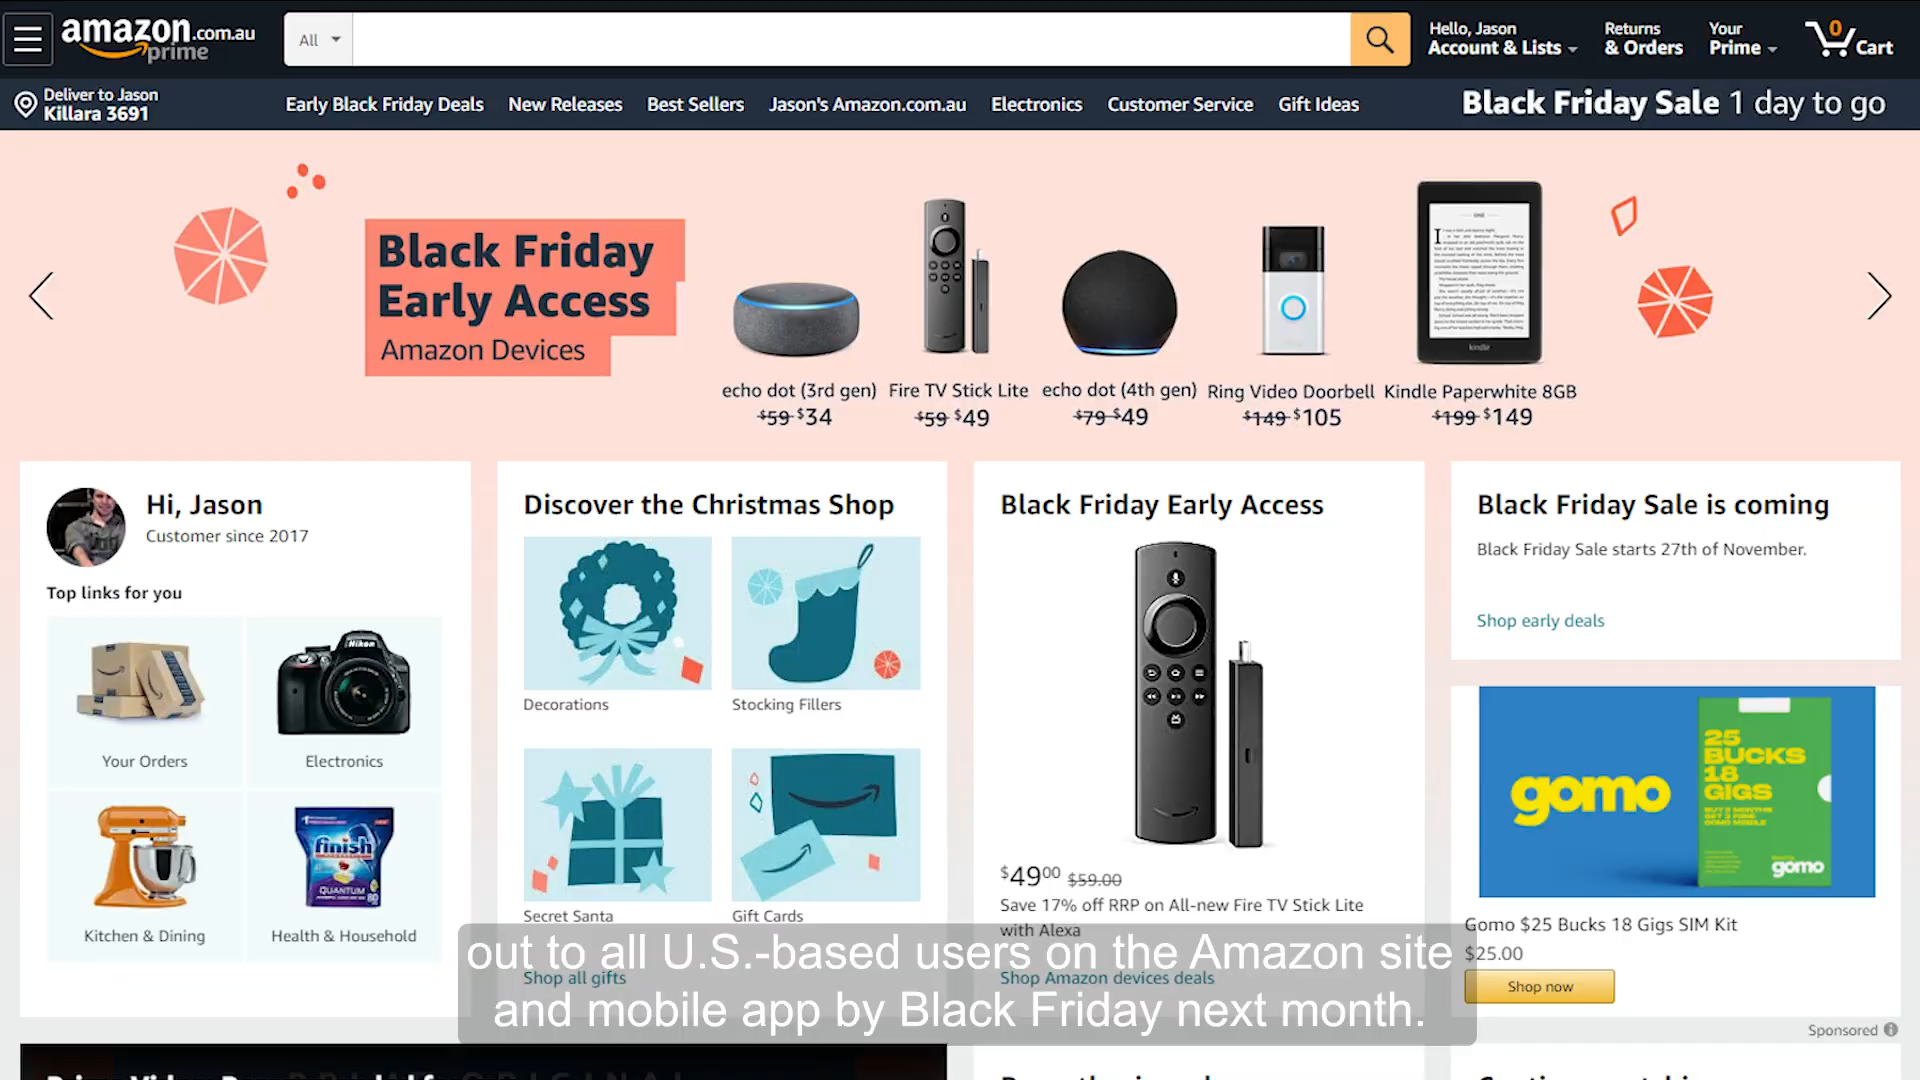 amazon.com.au
prime
All
Hello, Jason
Account & Lists
Returns
& Orders
Your
Prime
0
Cart
Deliver to Jason
Killara 3691
Early Black Friday Deals
New Releases
Best Sellers
Jason's Amazon.com.au
Electronics
Customer Service
Gift Ideas
Black Friday Sale 1 day to go
Black Friday
Early Access
Amazon Devices
echo dot (3rd gen)
$59 $34
Fire TV Stick Lite
$59 $49
echo dot (4th gen)
$79 $49
Ring Video Doorbell
$149 $105
kindle
Kindle Paperwhite 8GB
$199 $149
Hi, Jason
Customer since 2017
Top links for you
Your Orders
Nikon
Electronics
Kitchen & Dining
finish
QUANTUM
80
Health & Household
Discover the Christmas Shop
Decorations
Stocking Fillers
Secret Santa
Gift Cards
Shop all gifts
Black Friday Early Access
$4900 $59.00
Save 17% off RRP on All-new Fire TV Stick Lite
with Alexa
Shop Amazon devices deals
Black Friday Sale is coming
Black Friday Sale starts 27th of November.
Shop early deals
gomo
25
BUCKS
18
GIGS
gomo
Gomo $25 Bucks 18 Gigs SIM Kit
$25.00
Shop now
Sponsored
out to all U.S.-based users on the Amazon site
and mobile app by Black Friday next month.